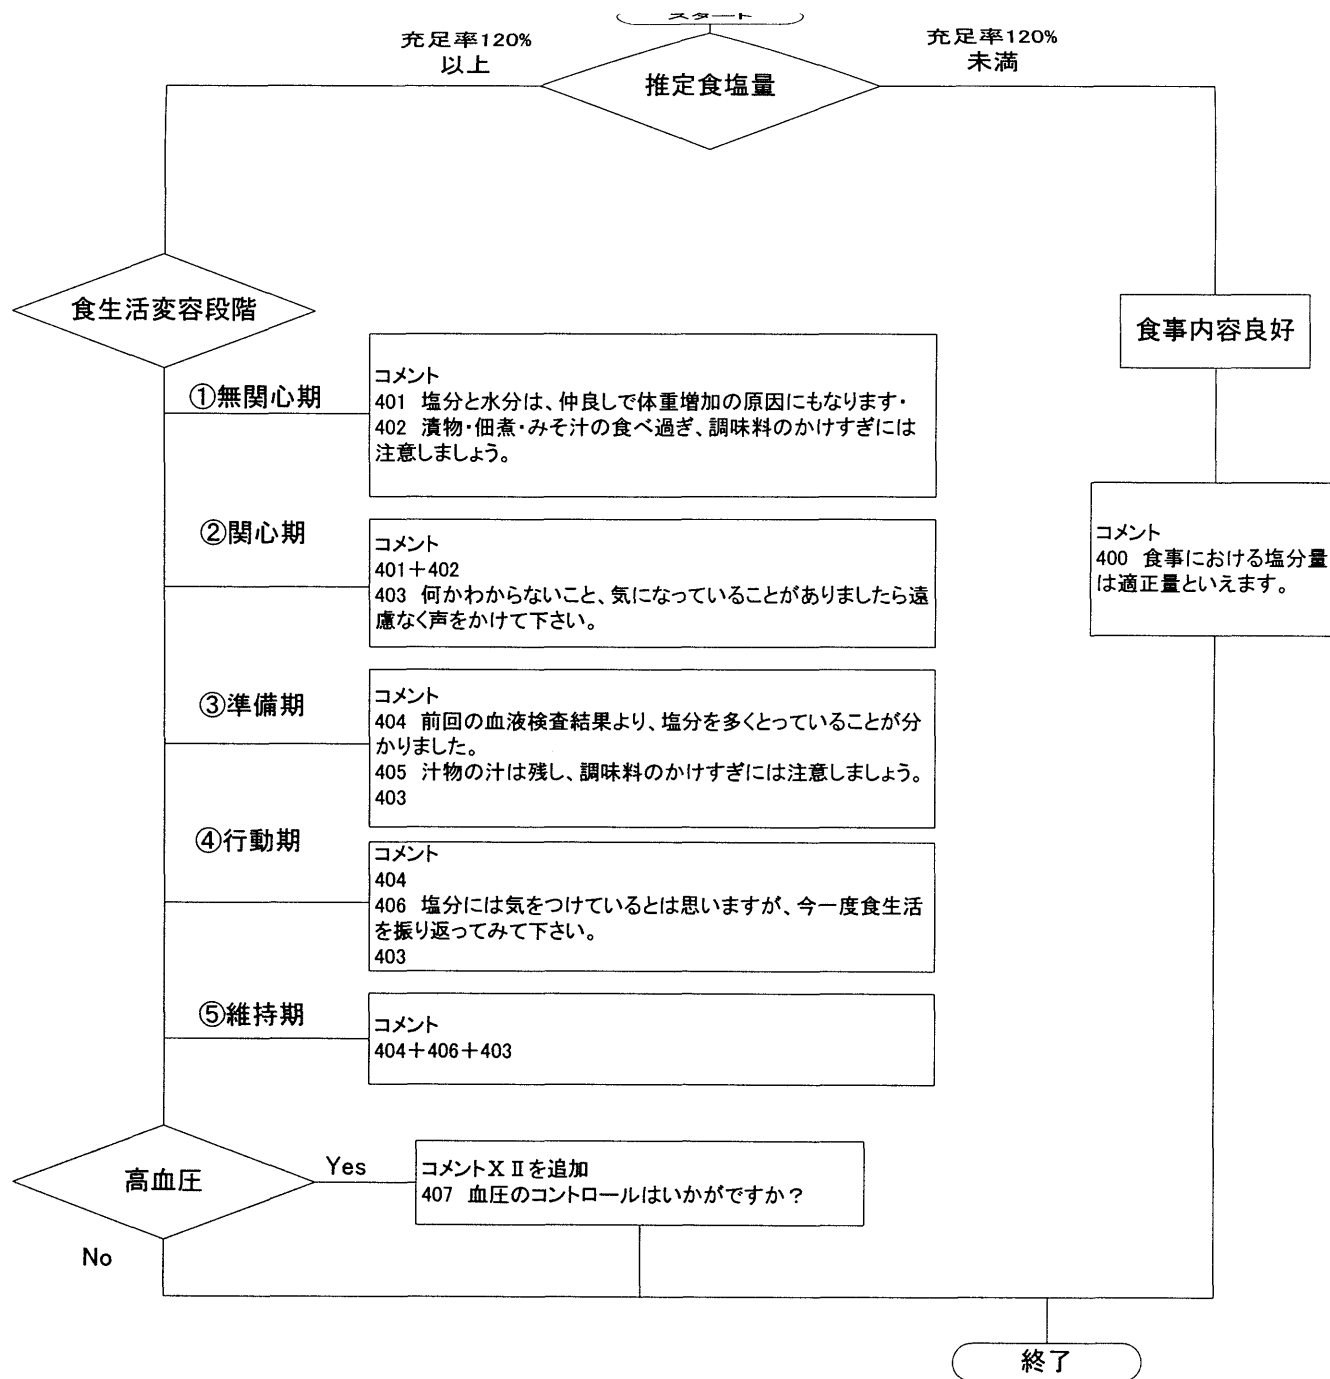 スタート
充足率120%
以上
推定食塩量
充足率120%
未満
食生活変容段階
食事内容良好
①無関心期
コメント
401 塩分と水分は、仲良しで体重増加の原因にもなります・
402 漬物・佃煮・みそ汁の食べ過ぎ、調味料のかけすぎには
注意しましょう。
②関心期
コメント
401+402
403 何かわからないこと、気になっていることがありましたら遠
慮なく声をかけて下さい。
コメント
400 食事における塩分量
は適正量といえます。
③準備期
コメント
404 前回の血液検査結果より、塩分を多くとっていることが分
かりました。
405 汁物の汁は残し、調味料のかけすぎには注意しましょう。
403
④行動期
コメント
404
406 塩分には気をつけているとは思いますが、今一度食生活
を振り返ってみて下さい。
403
⑤維持期
コメント
404+406+403
高血圧
Yes
コメントXⅡを追加
407 血圧のコントロールはいかがですか？
No
終了